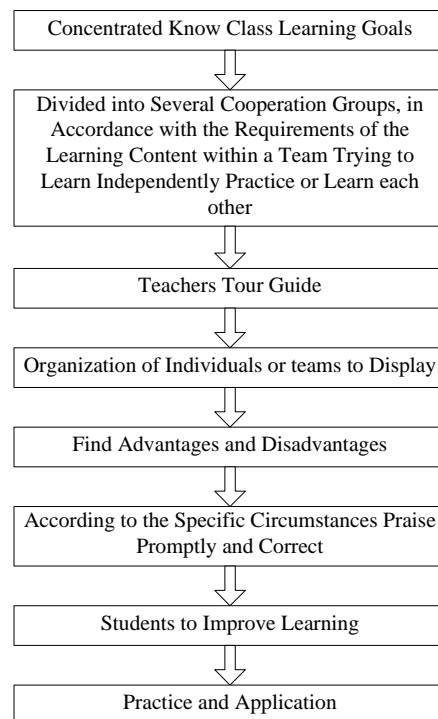 Concentrated Know Class Learning Goals
Divided into Several Cooperation Groups, in
Accordance with the Requirements of the
Learning Content within a Team Trying to
Learn Independently Practice or Learn each
other
Teachers Tour Guide
Organization of Individuals or teams to Display
Find Advantages and Disadvantages
According to the Specific Circumstances Praise
Promptly and Correct
Students to Improve Learning
Practice and Application